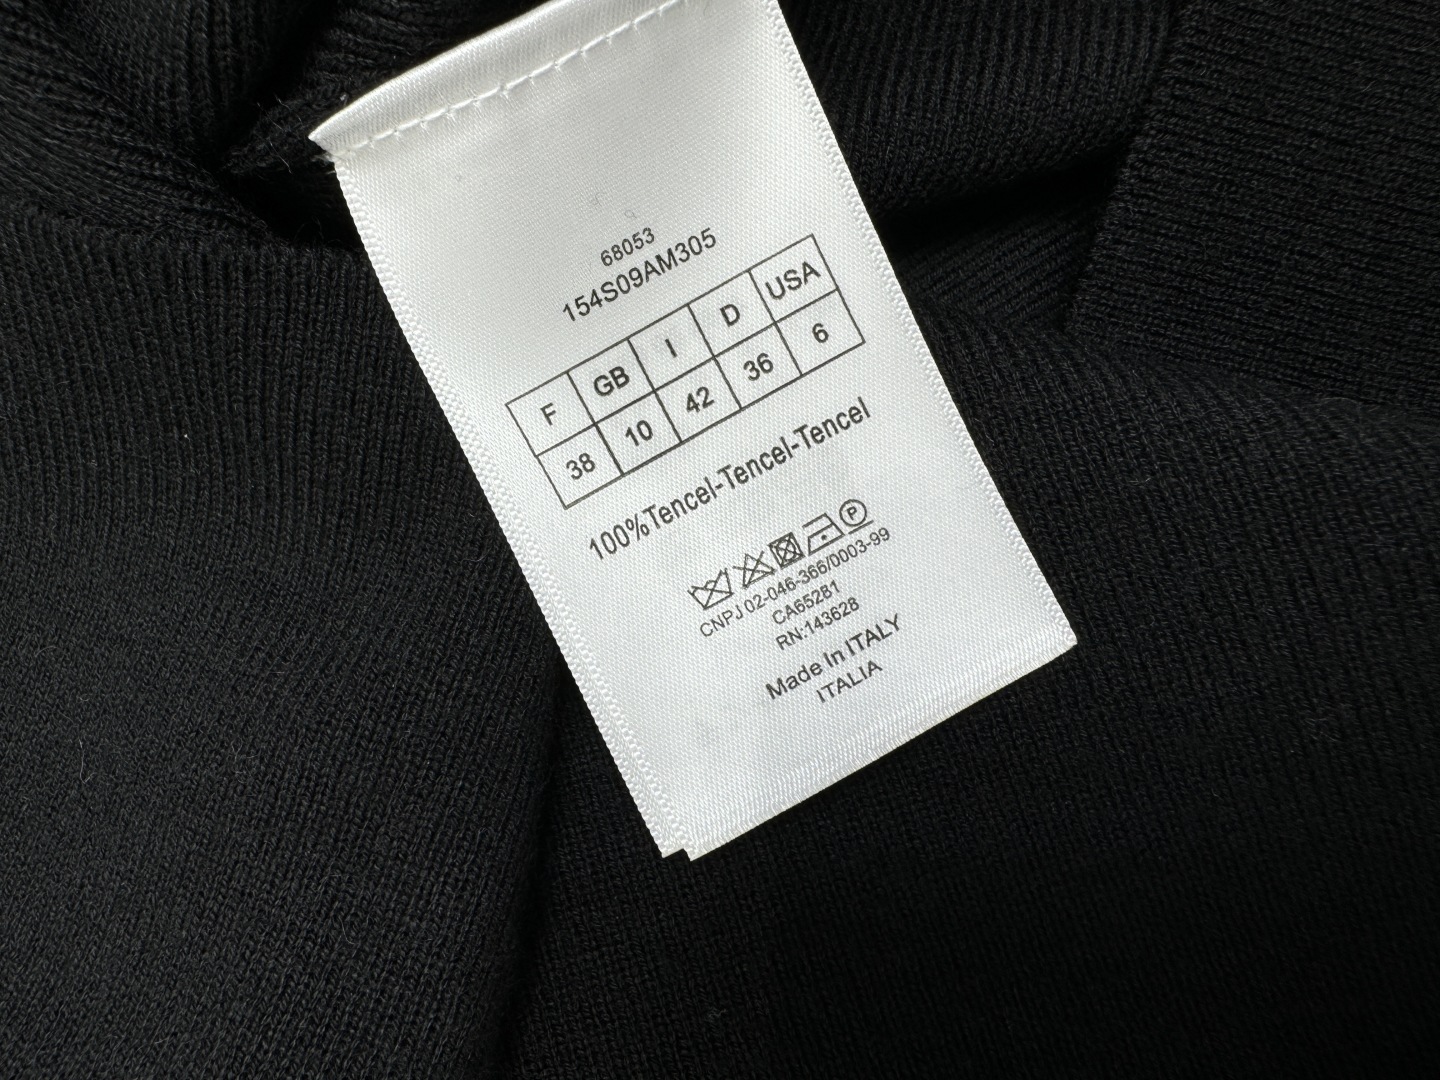 68053
154S09AM305
F GB I D USA
38 10 42 36 6
100%Tencel-Tencel-Tencel
P
CNPJ 02-046-366/0003-99
CA65281
RN:143628
Made In ITALY
ITALIA